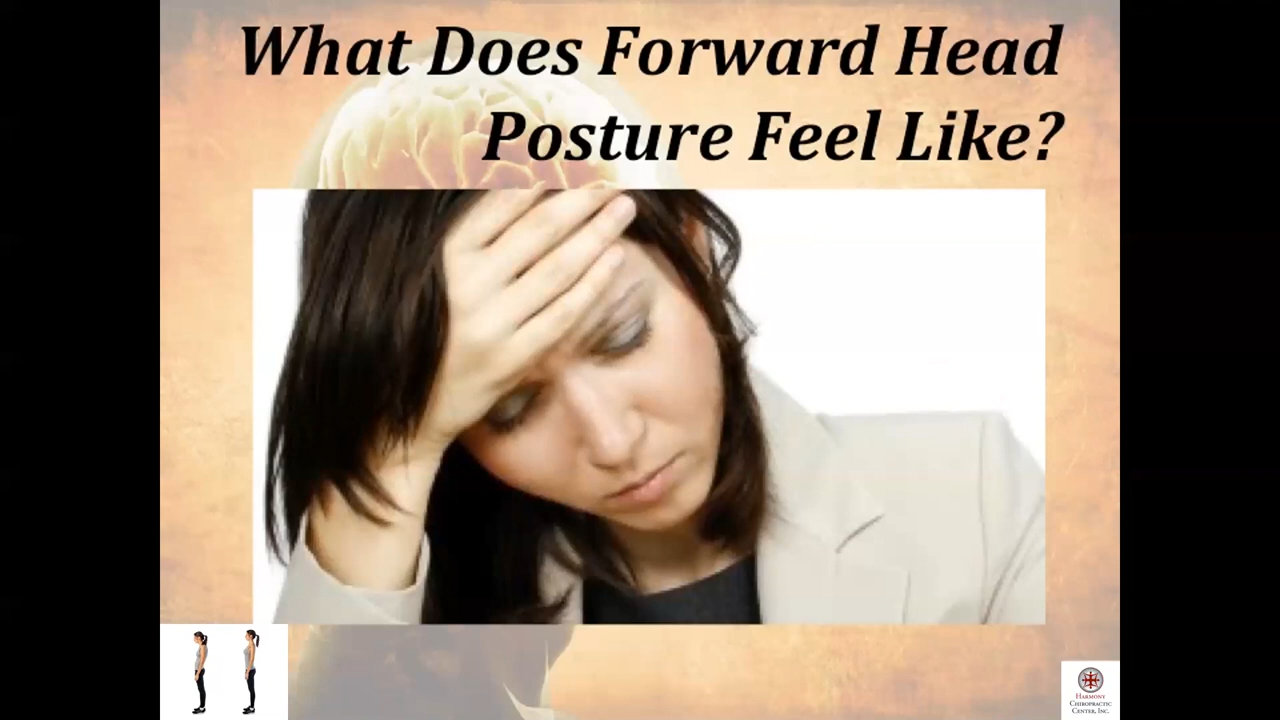 What Does Forward Head
Posture Feel Like?
HARMONY
CHIROPRACTIC
CENTER, INC.